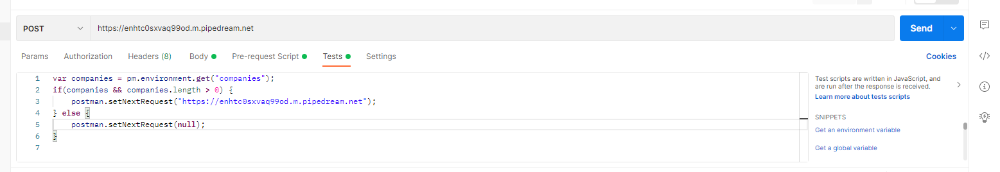 POST
https://enhtc0sxvaq99od.m.pipedream.net
Send
Params
Authorization
Headers (8)
Body
Pre-request Script
Tests
Settings
Cookies
1 var companies = pm.environment.get("companies");
2 if(companies && companies.length > 0) {
3 postman.setNextRequest("https://enhtc0sxvaq99od.m.pipedream.net");
4 } else {
5 postman.setNextRequest(null);
6 }
7
Test scripts are written in JavaScript, and
are run after the response is received.
Learn more about tests scripts
SNIPPETS
Get an environment variable
Get a global variable